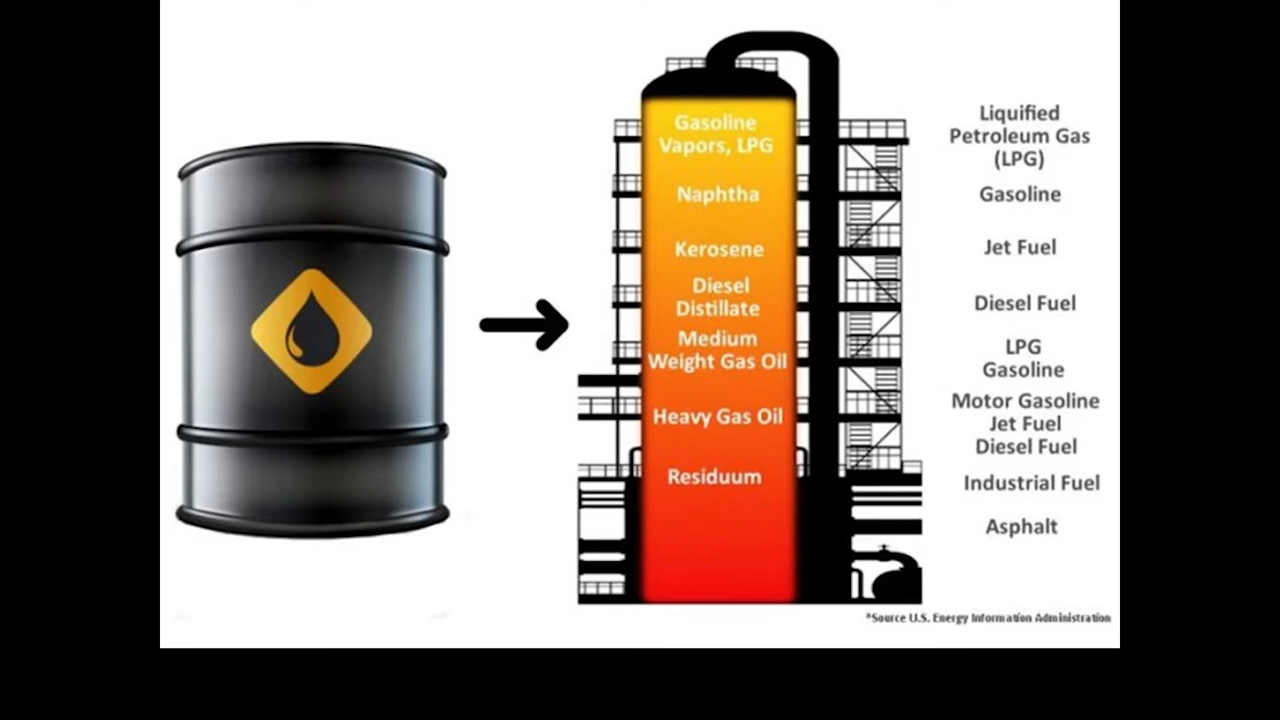 Gasoline
Vapors, LPG
Naphtha
Kerosene
Diesel
Distillate
Medium
Weight Gas Oil
Heavy Gas Oil
Residuum
Liquified
Petroleum Gas
(LPG)
Gasoline
Jet Fuel
Diesel Fuel
LPG
Gasoline
Motor Gasoline
Jet Fuel
Diesel Fuel
Industrial Fuel
Asphalt
*Source U.S. Energy Information Administration